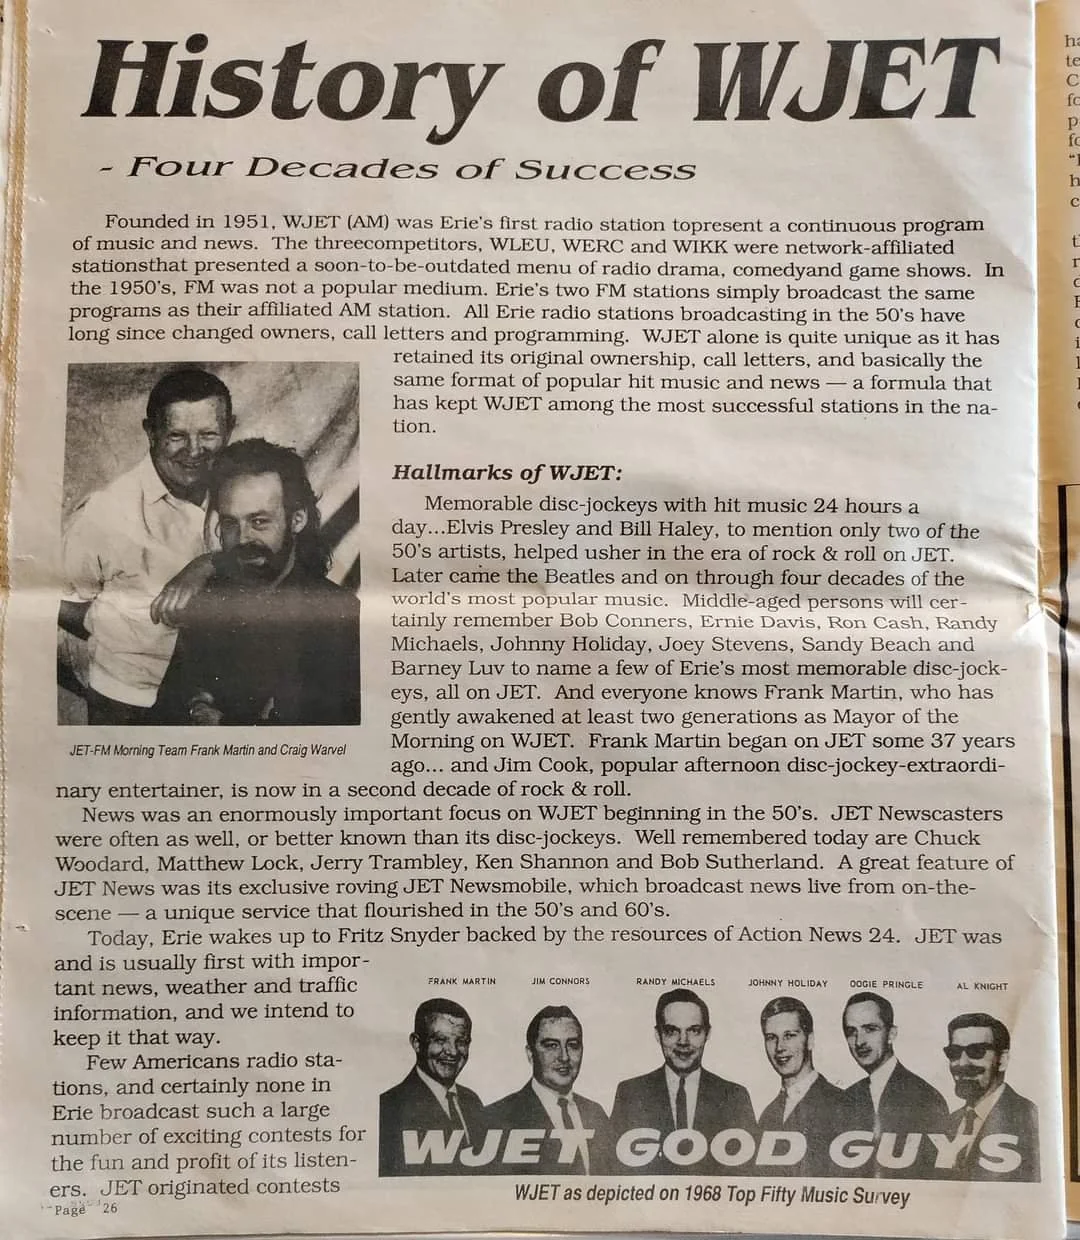 History of WJET
- Four Decades of Success
Founded in 1951, WJET (AM) was Erie's first radio station topresent a continuous program
of music and news. The threecompetitors, WLEU, WERC and WIKK were network-affiliated
stationsthat presented a soon-to-be-outdated menu of radio drama, comedyand game shows. In
the 1950's, FM was not a popular medium. Erie's two FM stations simply broadcast the same
programs as their affiliated AM station. All Erie radio stations broadcasting in the 50's have
long since changed owners, call letters and programming. WJET alone is quite unique as it has
retained its original ownership, call letters, and basically the
same format of popular hit music and news — a formula that
has kept WJET among the most successful stations in the na-
tion.
Hallmarks of WJET:
Memorable disc-jockeys with hit music 24 hours a
day...Elvis Presley and Bill Haley, to mention only two of the
50's artists, helped usher in the era of rock & roll on JET.
Later came the Beatles and on through four decades of the
world's most popular music. Middle-aged persons will cer-
tainly remember Bob Conners, Ernie Davis, Ron Cash, Randy
Michaels, Johnny Holiday, Joey Stevens, Sandy Beach and
Barney Luv to name a few of Erie's most memorable disc-jock-
eys, all on JET. And everyone knows Frank Martin, who has
gently awakened at least two generations as Mayor of the
Morning on WJET. Frank Martin began on JET some 37 years
ago... and Jim Cook, popular afternoon disc-jockey-extraordi-
JET-FM Morning Team Frank Martin and Craig Warvel
nary entertainer, is now in a second decade of rock & roll.
News was an enormously important focus on WJET beginning in the 50's. JET Newscasters
were often as well, or better known than its disc-jockeys. Well remembered today are Chuck
Woodard, Matthew Lock, Jerry Trambley, Ken Shannon and Bob Sutherland. A great feature of
JET News was its exclusive roving JET Newsmobile, which broadcast news live from on-the-
scene — a unique service that flourished in the 50's and 60's.
Today, Erie wakes up to Fritz Snyder backed by the resources of Action News 24. JET was
and is usually first with impor-
tant news, weather and traffic
information, and we intend to
keep it that way.
Few Americans radio sta-
tions, and certainly none in
Erie broadcast such a large
number of exciting contests for
the fun and profit of its listen-
ers. JET originated contests
FRANK MARTIN JIM CONNORS RANDY MICHAELS JOHNNY HOLIDAY OOGIE PRINGLE AL KNIGHT
WJET GOOD GUYS
WJET as depicted on 1968 Top Fifty Music Survey
Page 26